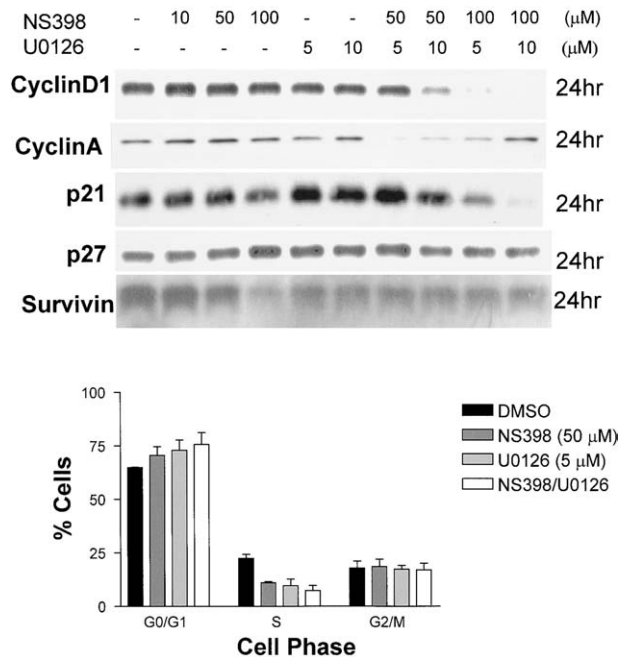 NS398 - 10 50 100 - - 50 50 100 100 (μM)
U0126 - - - - 5 10 5 10 5 10 (μM)
CyclinD1 24hr
CyclinA 24hr
p21 24hr
p27 24hr
Survivin 24hr
100
75
50
25
0
% Cells
G0/G1 S G2/M
Cell Phase
DMSO
NS398 (50 μM)
U0126 (5 μM)
NS398/U0126